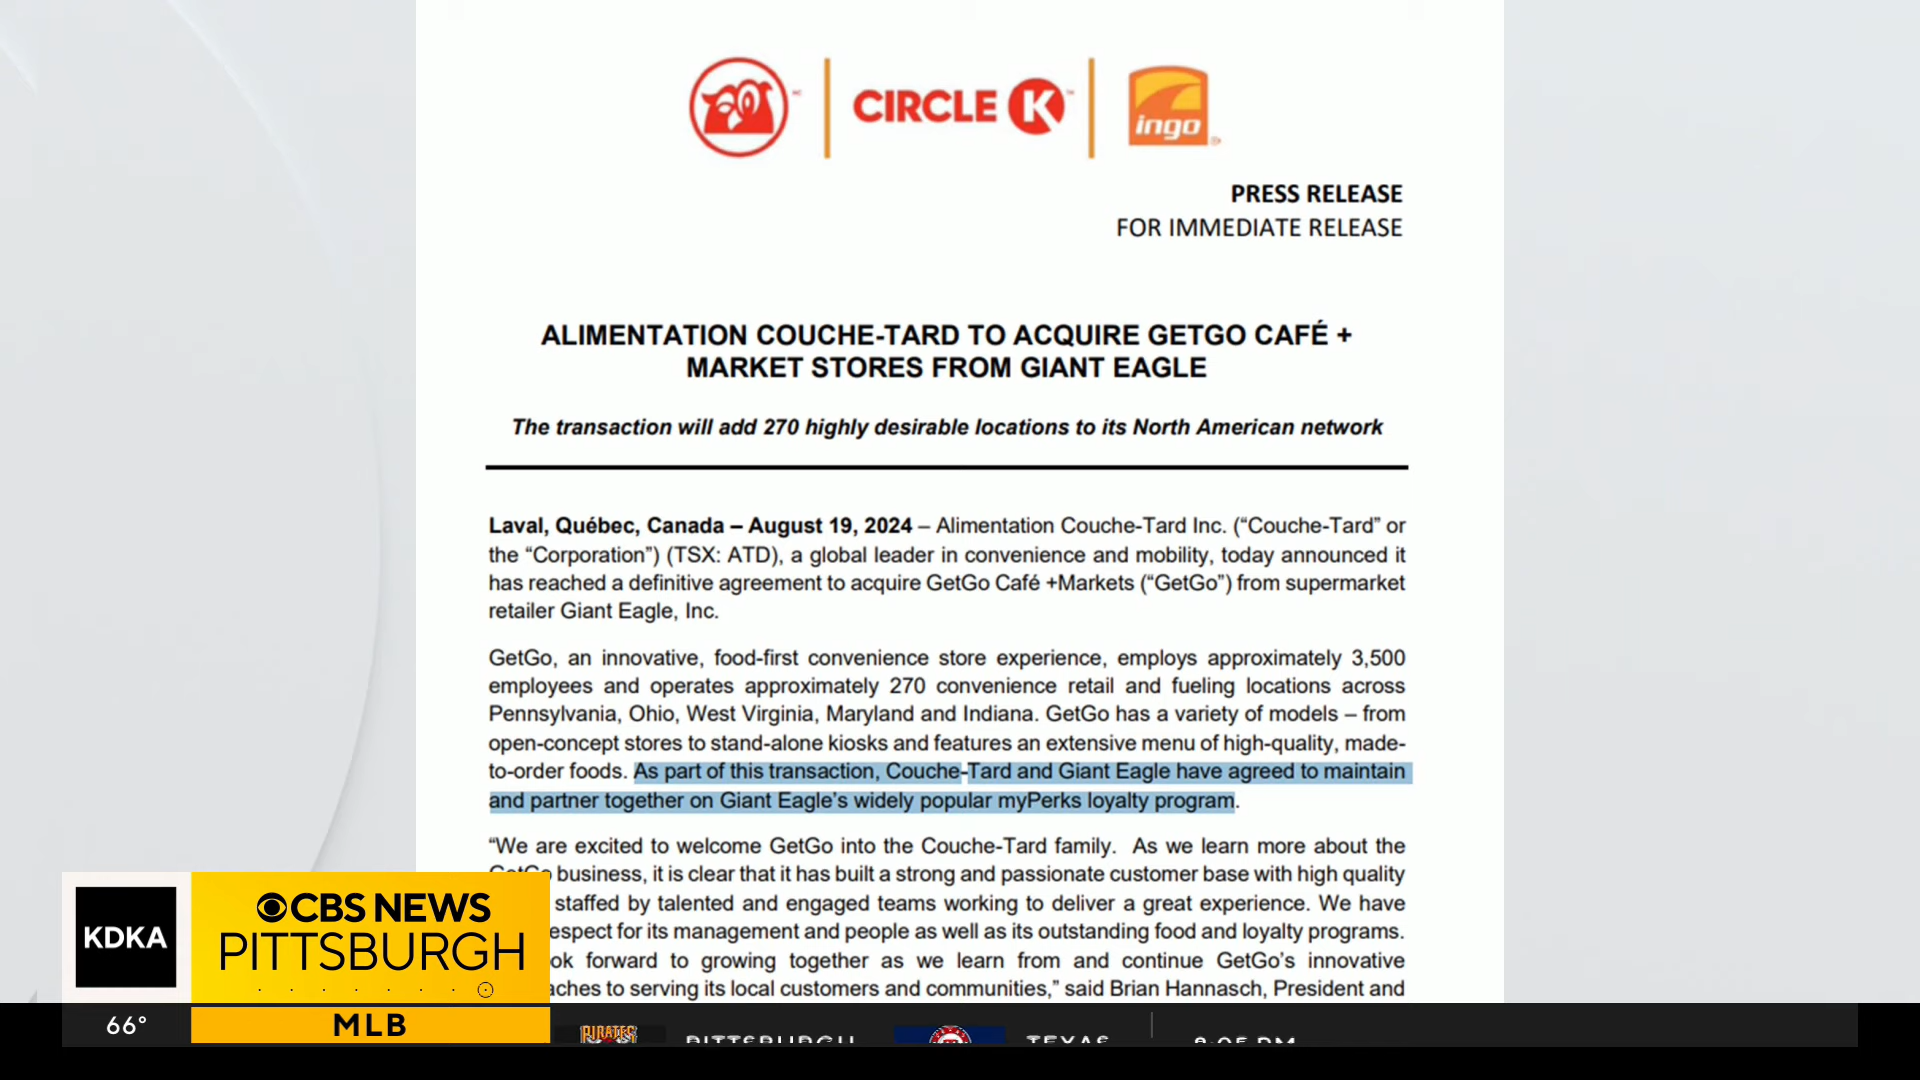 CIRCLE K
ingo
PRESS RELEASE
FOR IMMEDIATE RELEASE
ALIMENTATION COUCHE-TARD TO ACQUIRE GETGO CAFÉ +
MARKET STORES FROM GIANT EAGLE
The transaction will add 270 highly desirable locations to its North American network
Laval, Québec, Canada – August 19, 2024 – Alimentation Couche-Tard Inc. (“Couche-Tard” or
the “Corporation”) (TSX: ATD), a global leader in convenience and mobility, today announced it
has reached a definitive agreement to acquire GetGo Café +Markets (“GetGo”) from supermarket
retailer Giant Eagle, Inc.
GetGo, an innovative, food-first convenience store experience, employs approximately 3,500
employees and operates approximately 270 convenience retail and fueling locations across
Pennsylvania, Ohio, West Virginia, Maryland and Indiana. GetGo has a variety of models – from
open-concept stores to stand-alone kiosks and features an extensive menu of high-quality, made-
to-order foods. As part of this transaction, Couche-Tard and Giant Eagle have agreed to maintain
and partner together on Giant Eagle’s widely popular myPerks loyalty program.
“We are excited to welcome GetGo into the Couche-Tard family. As we learn more about the
GetGo business, it is clear that it has built a strong and passionate customer base with high quality
staffed by talented and engaged teams working to deliver a great experience. We have
espect for its management and people as well as its outstanding food and loyalty programs.
ok forward to growing together as we learn from and continue GetGo’s innovative
aches to serving its local customers and communities,” said Brian Hannasch, President and
KDKA
CBS NEWS
PITTSBURGH
66°
MLB
PIRATES
PITTSBURGH
TEXAS
8:05 PM